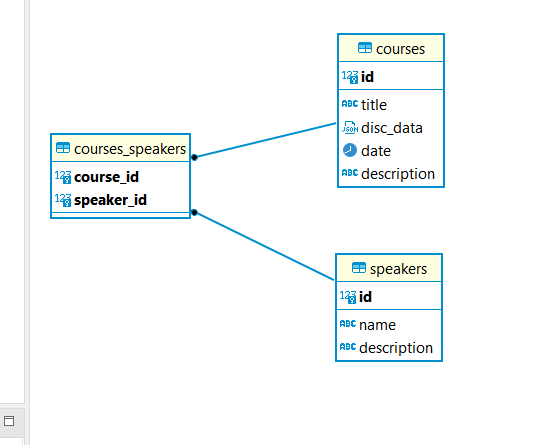 courses
123 id
ABC title
JSON disc_data
date
ABC description
courses_speakers
123 course_id
123 speaker_id
speakers
123 id
ABC name
ABC description